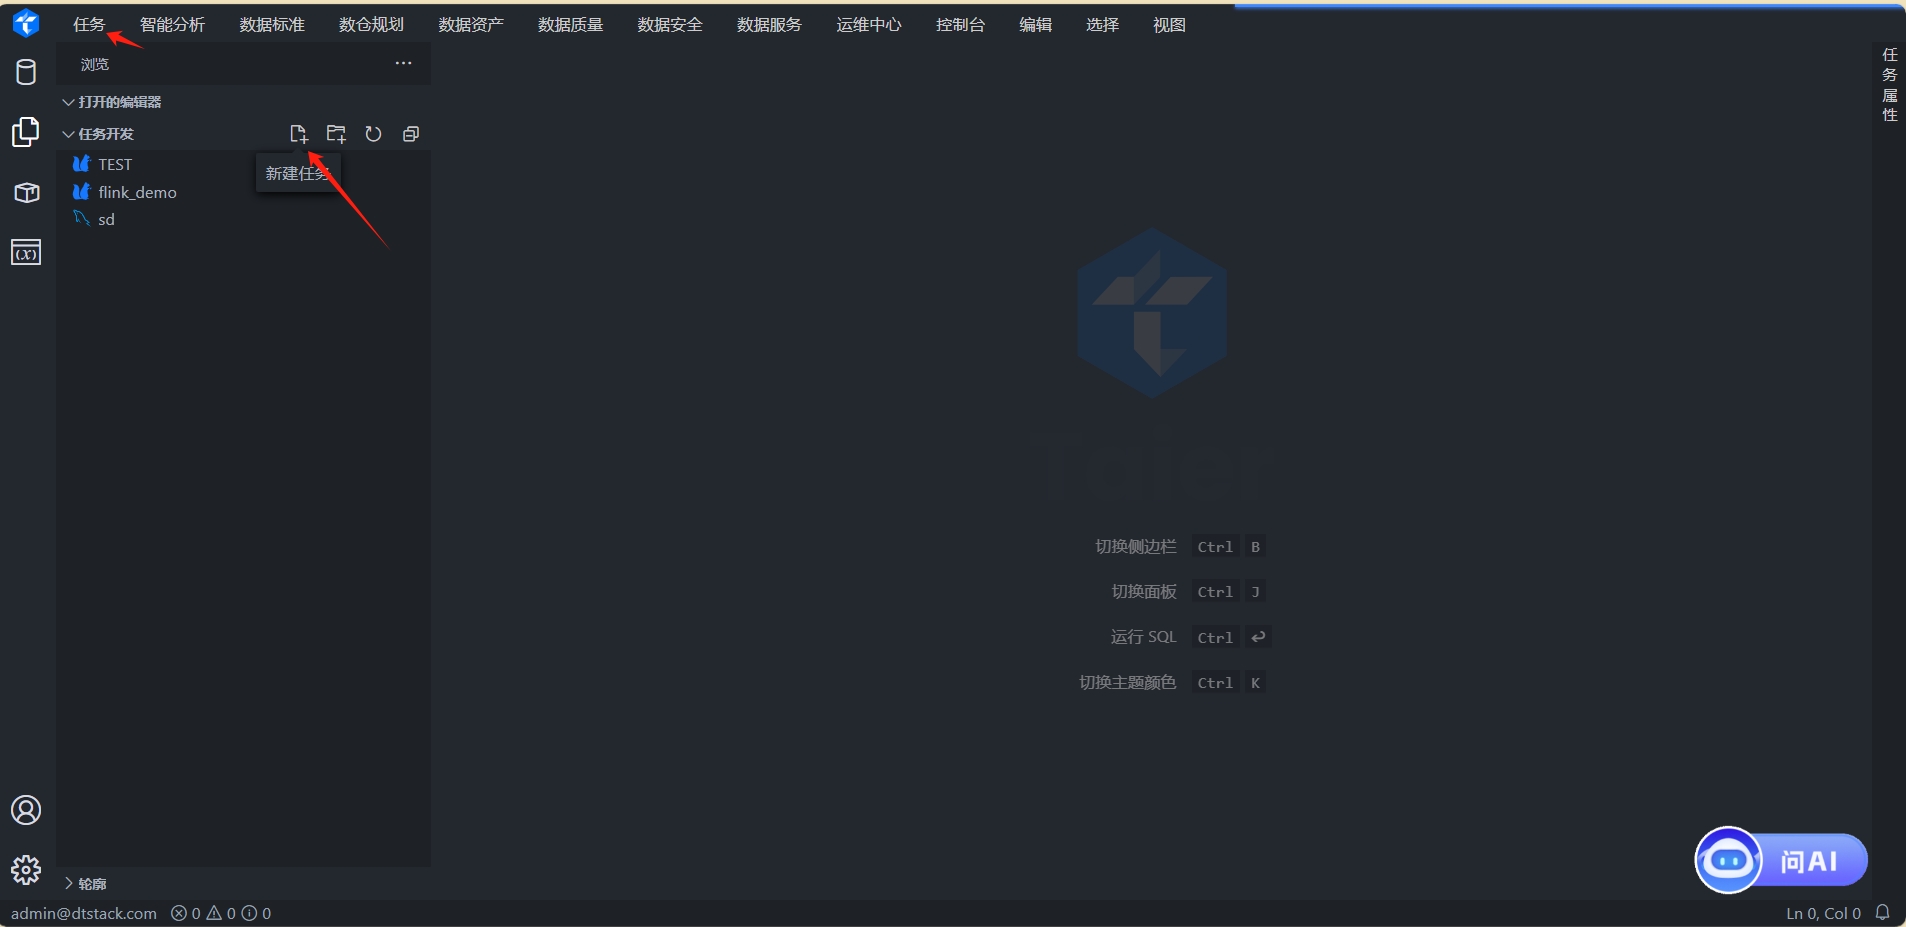 任务 智能分析 数据标准 数仓规划 数据资产 数据质量 数据安全 数据服务 运维中心 控制台 编辑 选择 视图
浏览
打开的编辑器
任务开发
新建任务
TEST
flink_demo
sd
任务属性
切换侧边栏 Ctrl B
切换面板 Ctrl J
运行 SQL Ctrl ↩
切换主题颜色 Ctrl K
问AI
轮廓
admin@dtstack.com 0 0 0
Ln 0, Col 0